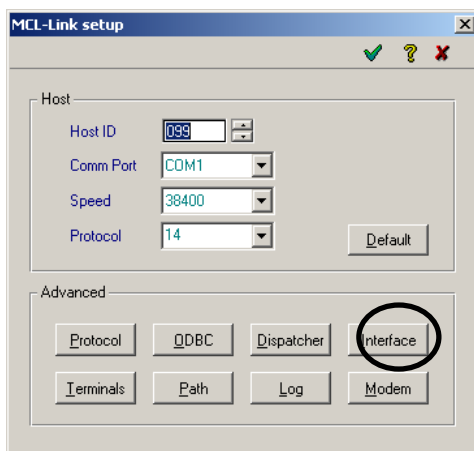 MCL-Link setup
Host
Host ID 099
Comm Port COM1
Speed 38400
Protocol 14
Default
Advanced
Protocol ODBC Dispatcher Interface
Terminals Path Log Modem